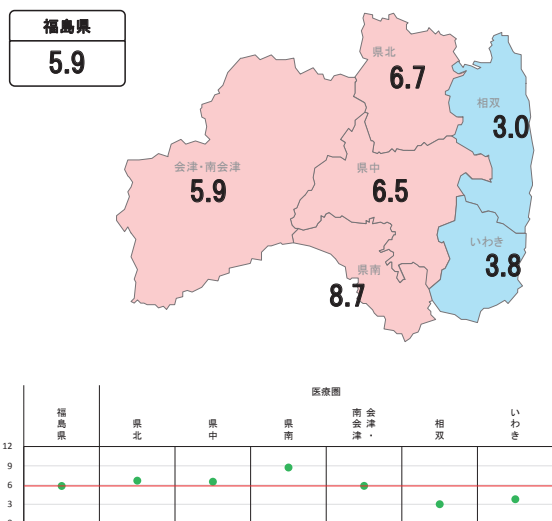 福島県
5.9
県北
6.7
相双
3.0
会津・南会津
5.9
県中
6.5
いわき
3.8
県南
8.7
医療圏
福島県
県北
県中
県南
会津・
南会津
相双
いわき
12
9
6
3